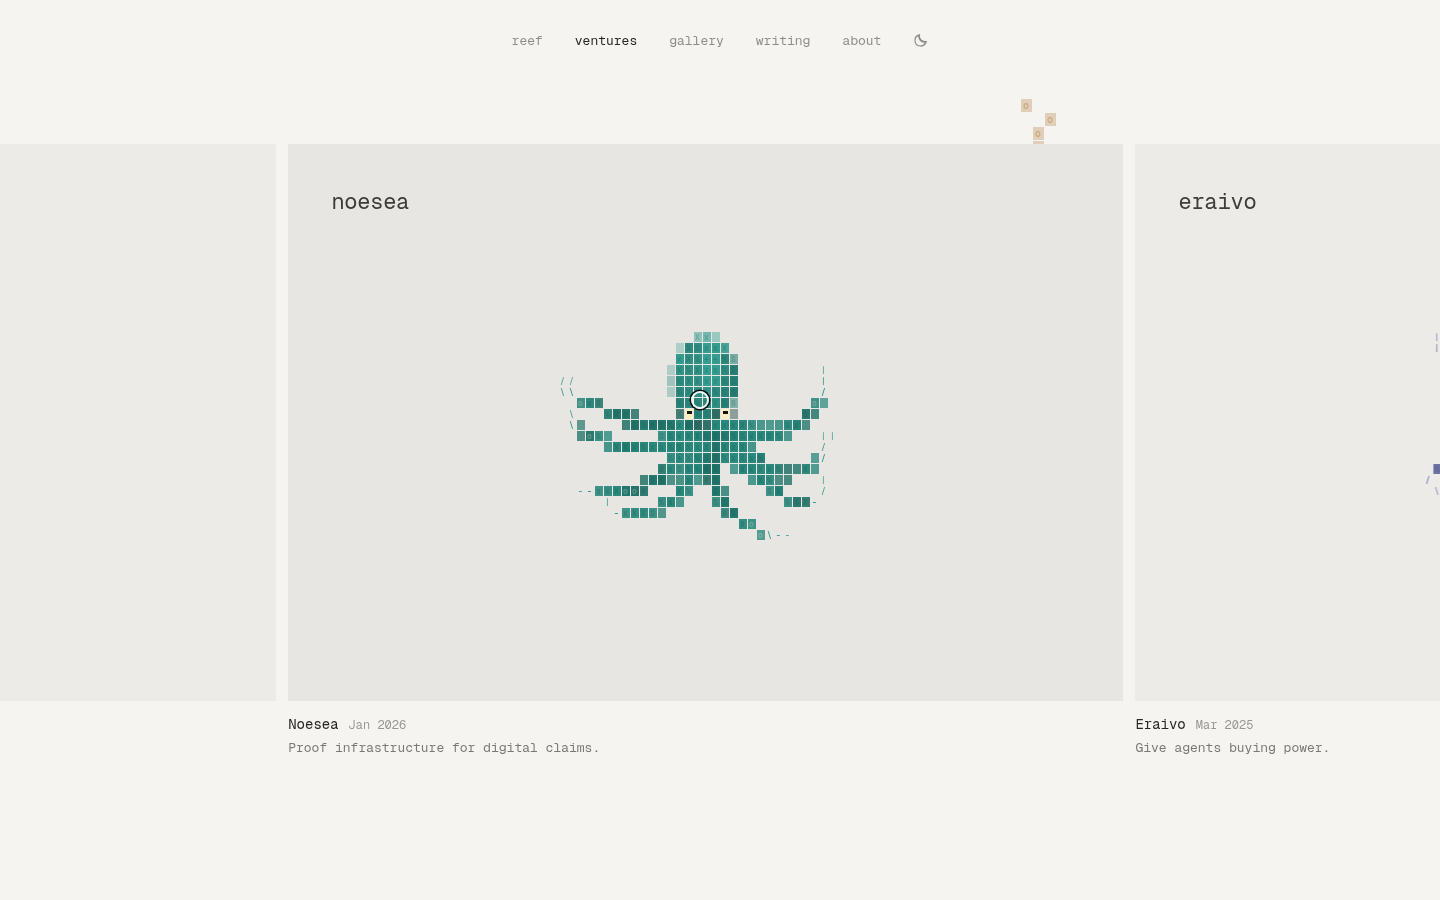 reef ventures gallery writing about
noesea
eraivo
Noesea Jan 2026
Proof infrastructure for digital claims.
Eraivo Mar 2025
Give agents buying power.